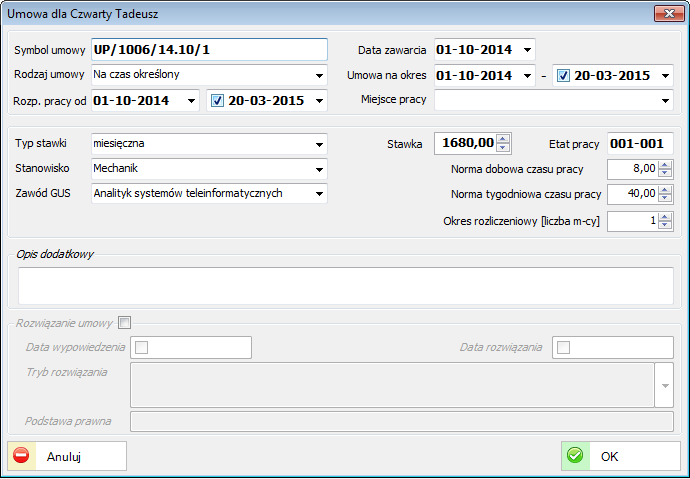 Umowa dla Czwarty Tadeusz
Symbol umowy UP/1006/14.10/1 Data zawarcia 01-10-2014
Rodzaj umowy Na czas określony Umowa na okres 01-10-2014 - 20-03-2015
Rozp. pracy od 01-10-2014 20-03-2015 Miejsce pracy
Typ stawki miesięczna Stawka 1680,00 Etat pracy 001-001
Stanowisko Mechanik Norma dobowa czasu pracy 8,00
Zawód GUS Analityk systemów teleinformatycznych Norma tygodniowa czasu pracy 40,00
Okres rozliczeniowy [liczba m-cy] 1
Opis dodatkowy
Rozwiązanie umowy
Data wypowiedzenia Data rozwiązania
Tryb rozwiązania
Podstawa prawna
Anuluj OK